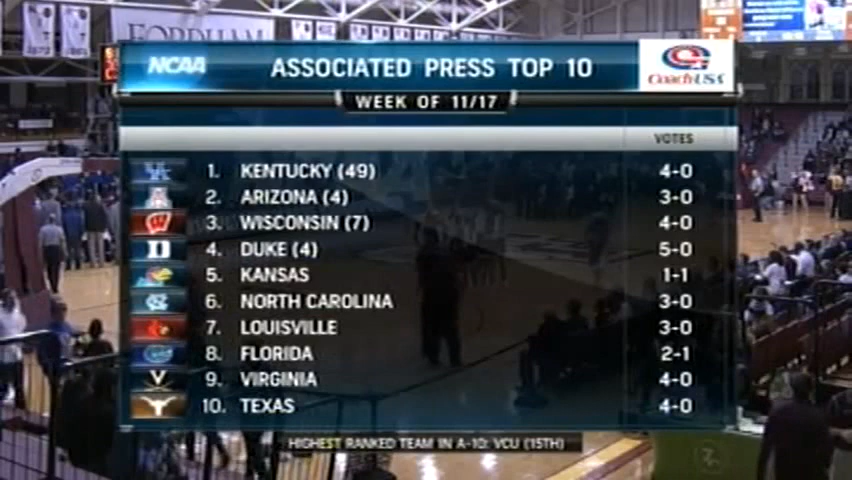 FORDHAM
NCAA
ASSOCIATED PRESS TOP 10
Coach USA
WEEK OF 11/17
VOTES
1. KENTUCKY (49) 4-0
2. ARIZONA (4) 3-0
3. WISCONSIN (7) 4-0
D 4. DUKE (4) 5-0
5. KANSAS 1-1
6. NORTH CAROLINA 3-0
7. LOUISVILLE 3-0
8. FLORIDA 2-1
9. VIRGINIA 4-0
10. TEXAS 4-0
HIGHEST RANKED TEAM IN A-10: VCU (15TH)